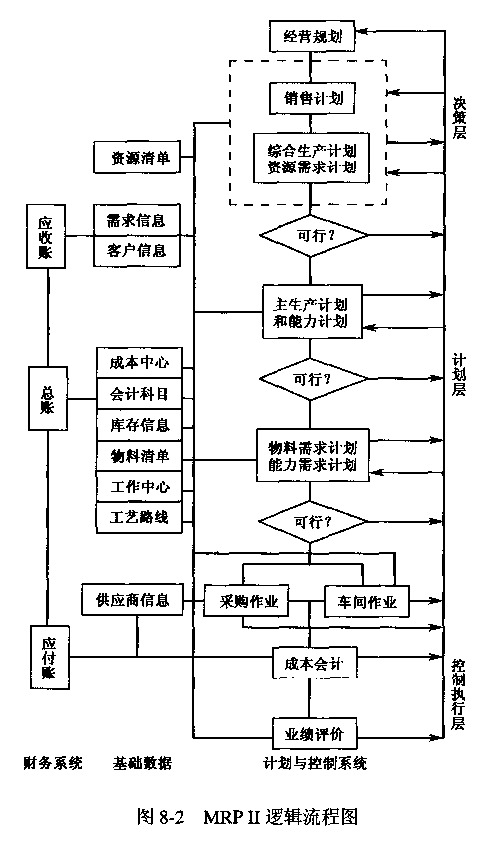 经营规划
销售计划
综合生产计划
资源需求计划
决策层
资源清单
应收账
需求信息
客户信息
可行?
主生产计划
和能力计划
计划层
总账
成本中心
会计科目
库存信息
物料清单
工作中心
工艺路线
可行?
物料需求计划
能力需求计划
可行?
供应商信息
采购作业
车间作业
应付账
成本会计
控制执行层
业绩评价
财务系统
基础数据
计划与控制系统
图 8-2 MRP II 逻辑流程图